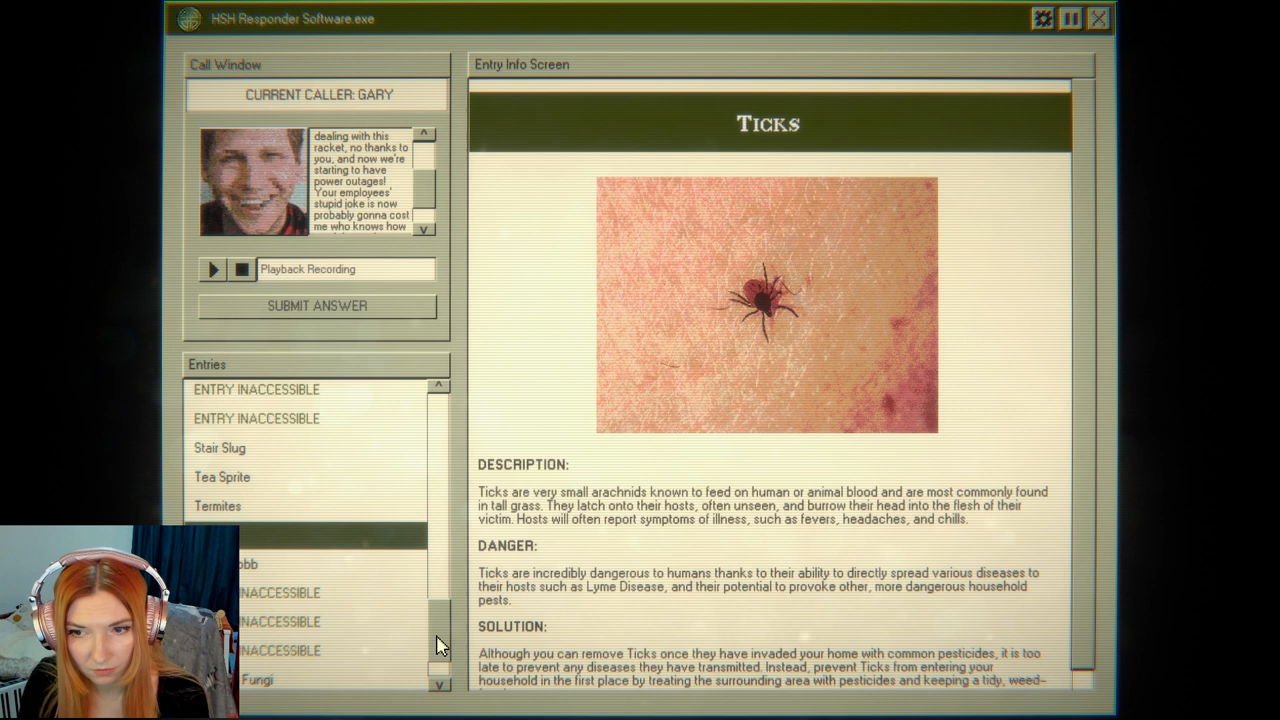 HSH Responder Software.exe
Call Window
Entry Info Screen
CURRENT CALLER: GARY
TICKS
dealing with this
racket, no thanks to
you, and now we're
starting to have
power outages!
Your employees'
stupid joke is now
probably gonna cost
me who knows how
Playback Recording
SUBMIT ANSWER
Entries
ENTRY INACCESSIBLE
ENTRY INACCESSIBLE
Stair Slug
Tea Sprite
Termites
obb
INACCESSIBLE
INACCESSIBLE
INACCESSIBLE
Fungi
DESCRIPTION:
Ticks are very small arachnids known to feed on human or animal blood and are most commonly found
in tall grass. They latch onto their hosts, often unseen, and burrow their head into the flesh of their
victim. Hosts will often report symptoms of illness, such as fevers, headaches, and chills.
DANGER:
Ticks are incredibly dangerous to humans thanks to their ability to directly spread various diseases to
their hosts such as Lyme Disease, and their potential to provoke other, more dangerous household
pests.
SOLUTION:
Although you can remove Ticks once they have invaded your home with common pesticides, it is too
late to prevent any diseases they have transmitted. Instead, prevent Ticks from entering your
household in the first place by treating the surrounding area with pesticides and keeping a tidy, weed-